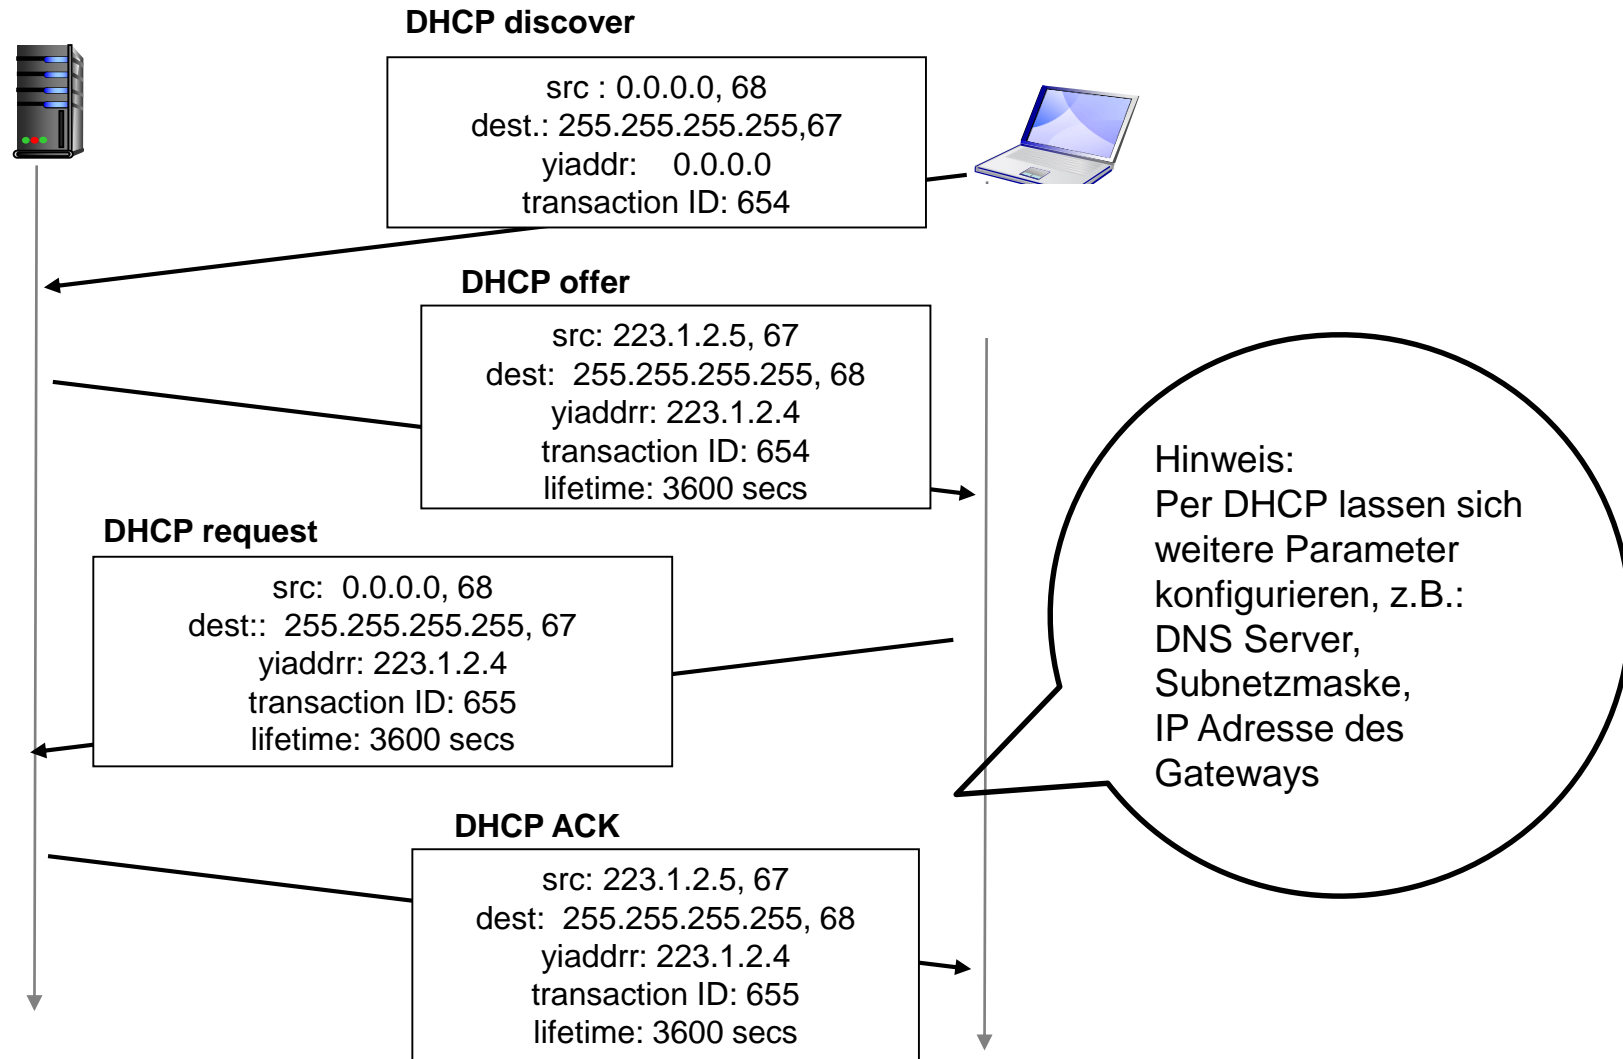 DHCP discover
src : 0.0.0.0, 68
dest.: 255.255.255.255,67
yiaddr: 0.0.0.0
transaction ID: 654
DHCP offer
src: 223.1.2.5, 67
dest: 255.255.255.255, 68
yiaddrr: 223.1.2.4
transaction ID: 654
lifetime: 3600 secs
DHCP request
src: 0.0.0.0, 68
dest:: 255.255.255.255, 67
yiaddrr: 223.1.2.4
transaction ID: 655
lifetime: 3600 secs
DHCP ACK
src: 223.1.2.5, 67
dest: 255.255.255.255, 68
yiaddrr: 223.1.2.4
transaction ID: 655
lifetime: 3600 secs
Hinweis:
Per DHCP lassen sich
weitere Parameter
konfigurieren, z.B.:
DNS Server,
Subnetzmaske,
IP Adresse des
Gateways